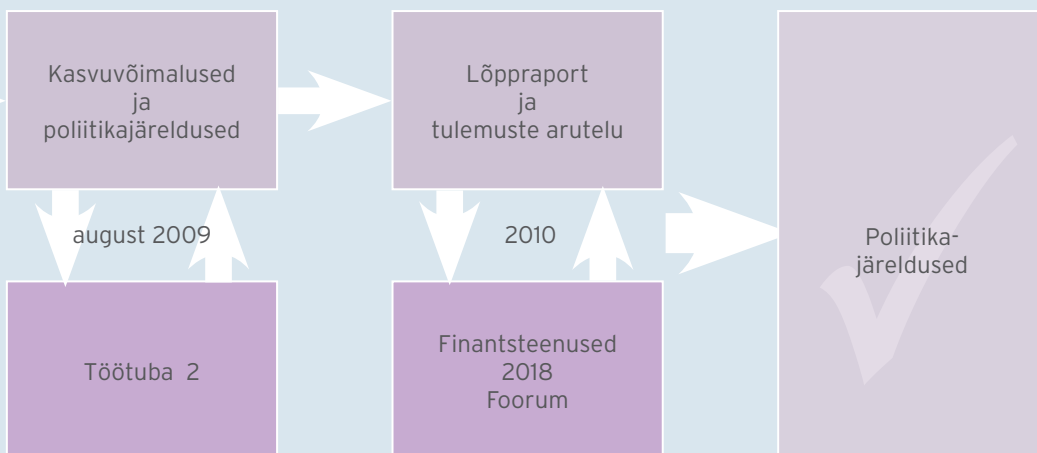 Kasvuvõimalused
ja
poliitikajäreldused
august 2009
Töötuba 2
Lõppraport
ja
tulemuste arutelu
2010
Finantsteenused
2018
Foorum
Poliitika-
järeldused